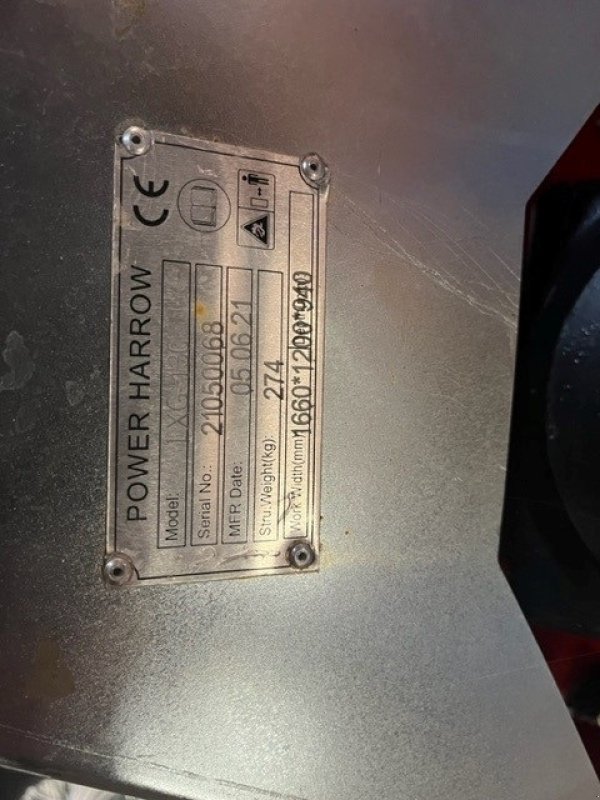 POWER HARROW
CE
Model:
Serial No.: 21050068
MFR Date: 05.06.21
Stru.Weight(kg): 274
Work Width(mm) 1660*1200*940